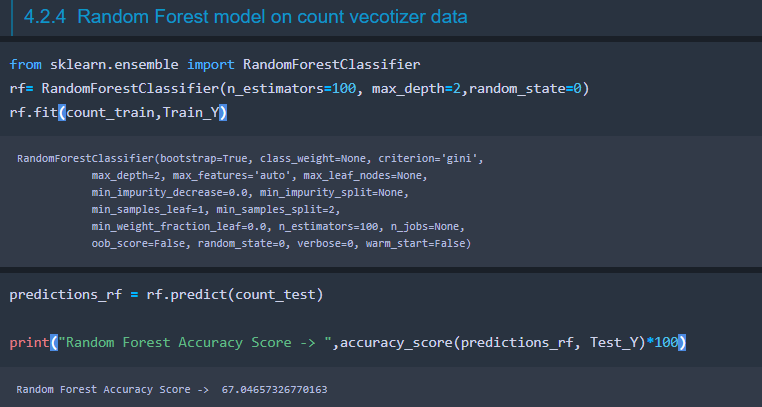 4.2.4 Random Forest model on count vecotizer data
from sklearn.ensemble import RandomForestClassifier
rf= RandomForestClassifier(n_estimators=100, max_depth=2,random_state=0)
rf.fit(count_train,Train_Y)
RandomForestClassifier(bootstrap=True, class_weight=None, criterion='gini',
max_depth=2, max_features='auto', max_leaf_nodes=None,
min_impurity_decrease=0.0, min_impurity_split=None,
min_samples_leaf=1, min_samples_split=2,
min_weight_fraction_leaf=0.0, n_estimators=100, n_jobs=None,
oob_score=False, random_state=0, verbose=0, warm_start=False)
predictions_rf = rf.predict(count_test)
print("Random Forest Accuracy Score -> ",accuracy_score(predictions_rf, Test_Y)*100)
Random Forest Accuracy Score ->  67.04657326770163